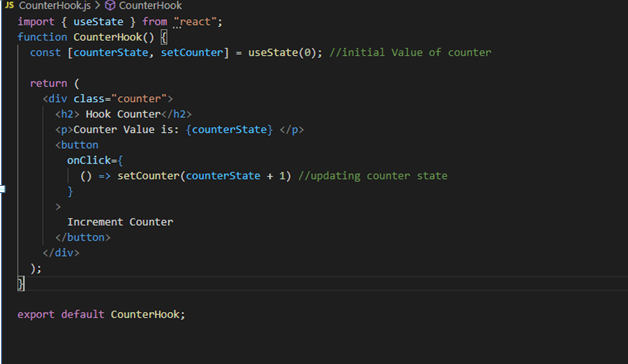 JS CounterHook.js > CounterHook
import { useState } from "react";
function CounterHook() {
const [counterState, setCounter] = useState(0); //initial Value of counter
return (
<div class="counter">
<h2> Hook Counter</h2>
<p>Counter Value is: {counterState} </p>
<button
onClick={
() => setCounter(counterState + 1) //updating counter state
}
>
Increment Counter
</button>
</div>
);
}
export default CounterHook;